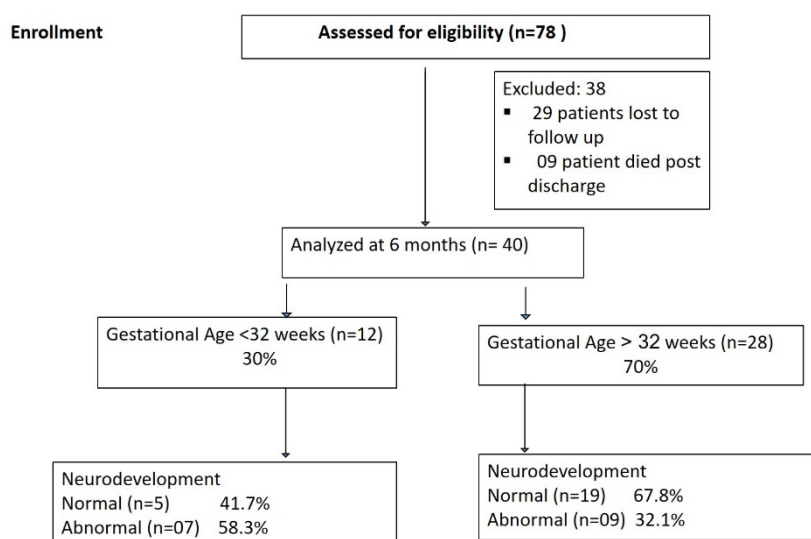 Enrollment
Assessed for eligibility (n=78 )
Excluded: 38
▪ 29 patients lost to
follow up
▪ 09 patient died post
discharge
Analyzed at 6 months (n= 40)
Gestational Age <32 weeks (n=12)
30%
Gestational Age > 32 weeks (n=28)
70%
Neurodevelopment
Normal (n=5) 41.7%
Abnormal (n=07) 58.3%
Neurodevelopment
Normal (n=19) 67.8%
Abnormal (n=09) 32.1%